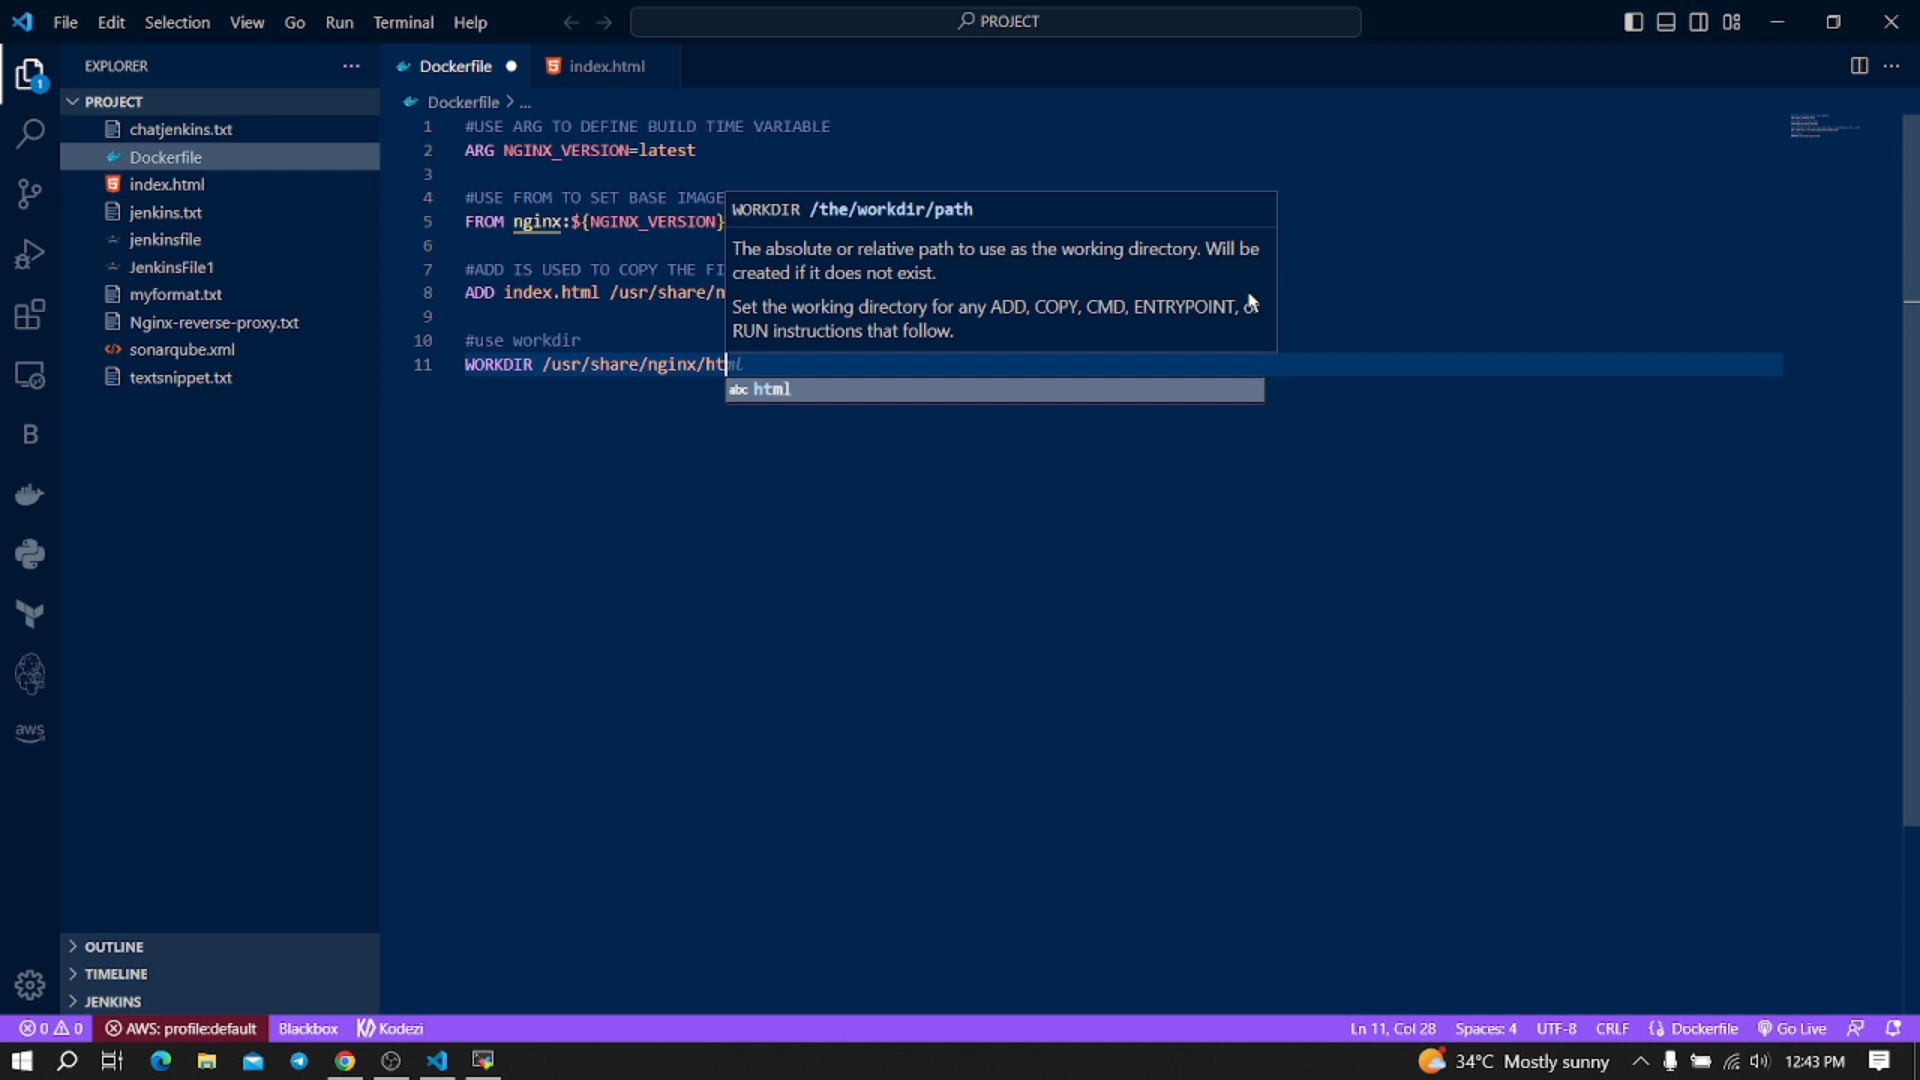 File Edit Selection View Go Run Terminal Help
PROJECT
EXPLORER
Dockerfile
index.html
PROJECT
chatjenkins.txt
Dockerfile
index.html
jenkins.txt
jenkinsfile
JenkinsFile1
myformat.txt
Nginx-reverse-proxy.txt
sonarqube.xml
textsnippet.txt
OUTLINE
TIMELINE
JENKINS
1
B
aws
Dockerfile > ...
1 #USE ARG TO DEFINE BUILD TIME VARIABLE
2 ARG NGINX_VERSION=latest
3
4 #USE FROM TO SET BASE IMAGE
5 FROM nginx:${NGINX_VERSION}
6
7 #ADD IS USED TO COPY THE FI
8 ADD index.html /usr/share/n
9
10 #use workdir
11 WORKDIR /usr/share/nginx/html
WORKDIR /the/workdir/path
The absolute or relative path to use as the working directory. Will be
created if it does not exist.
Set the working directory for any ADD, COPY, CMD, ENTRYPOINT, or
RUN instructions that follow.
abc html
0 0 AWS: profile:default Blackbox Kodezi
Ln 11, Col 28 Spaces: 4 UTF-8 CRLF Dockerfile Go Live
34°C Mostly sunny 12:43 PM